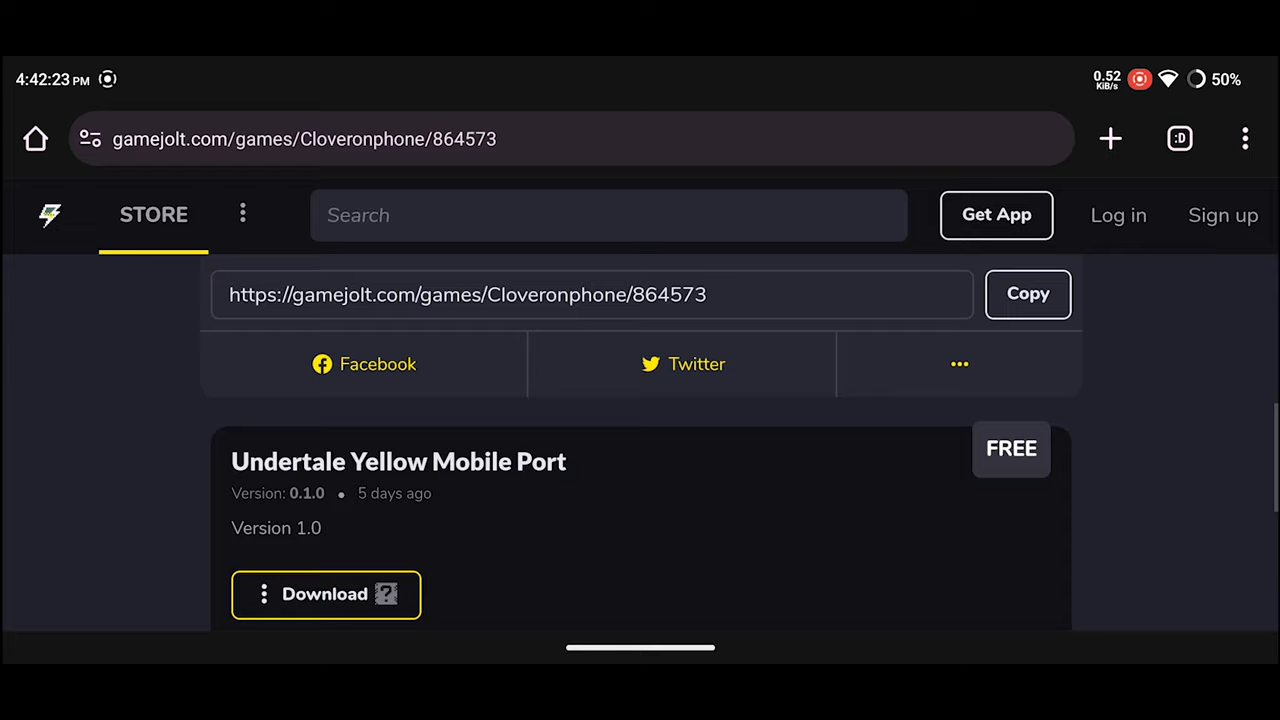 4:42:23 PM
0.52 KiB/s
50%
gamejolt.com/games/Cloveronphone/864573
:D
STORE
Search
Get App
Log in
Sign up
https://gamejolt.com/games/Cloveronphone/864573
Copy
Facebook
Twitter
Undertale Yellow Mobile Port
FREE
Version: 0.1.0 • 5 days ago
Version 1.0
Download ?